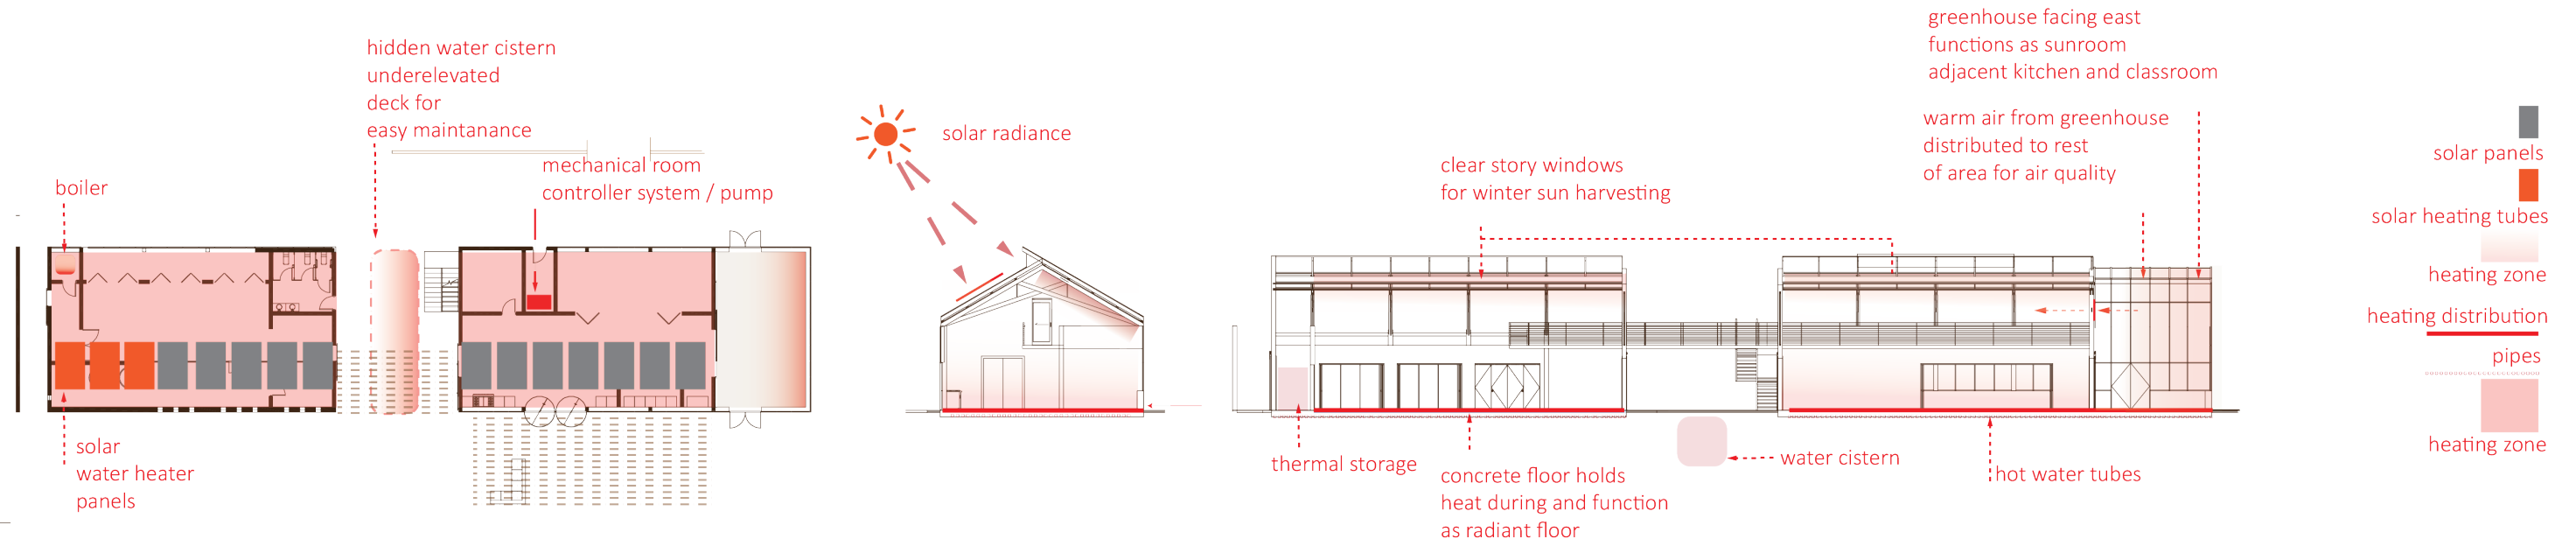 hidden water cistern
underelevated
deck for
easy maintanance
boiler
mechanical room
controller system / pump
solar
water heater
panels
solar radiance
clear story windows
for winter sun harvesting
greenhouse facing east
functions as sunroom
adjacent kitchen and classroom
warm air from greenhouse
distributed to rest
of area for air quality
thermal storage
concrete floor holds
heat during and function
as radiant floor
water cistern
hot water tubes
solar panels
solar heating tubes
heating zone
heating distribution
pipes
heating zone